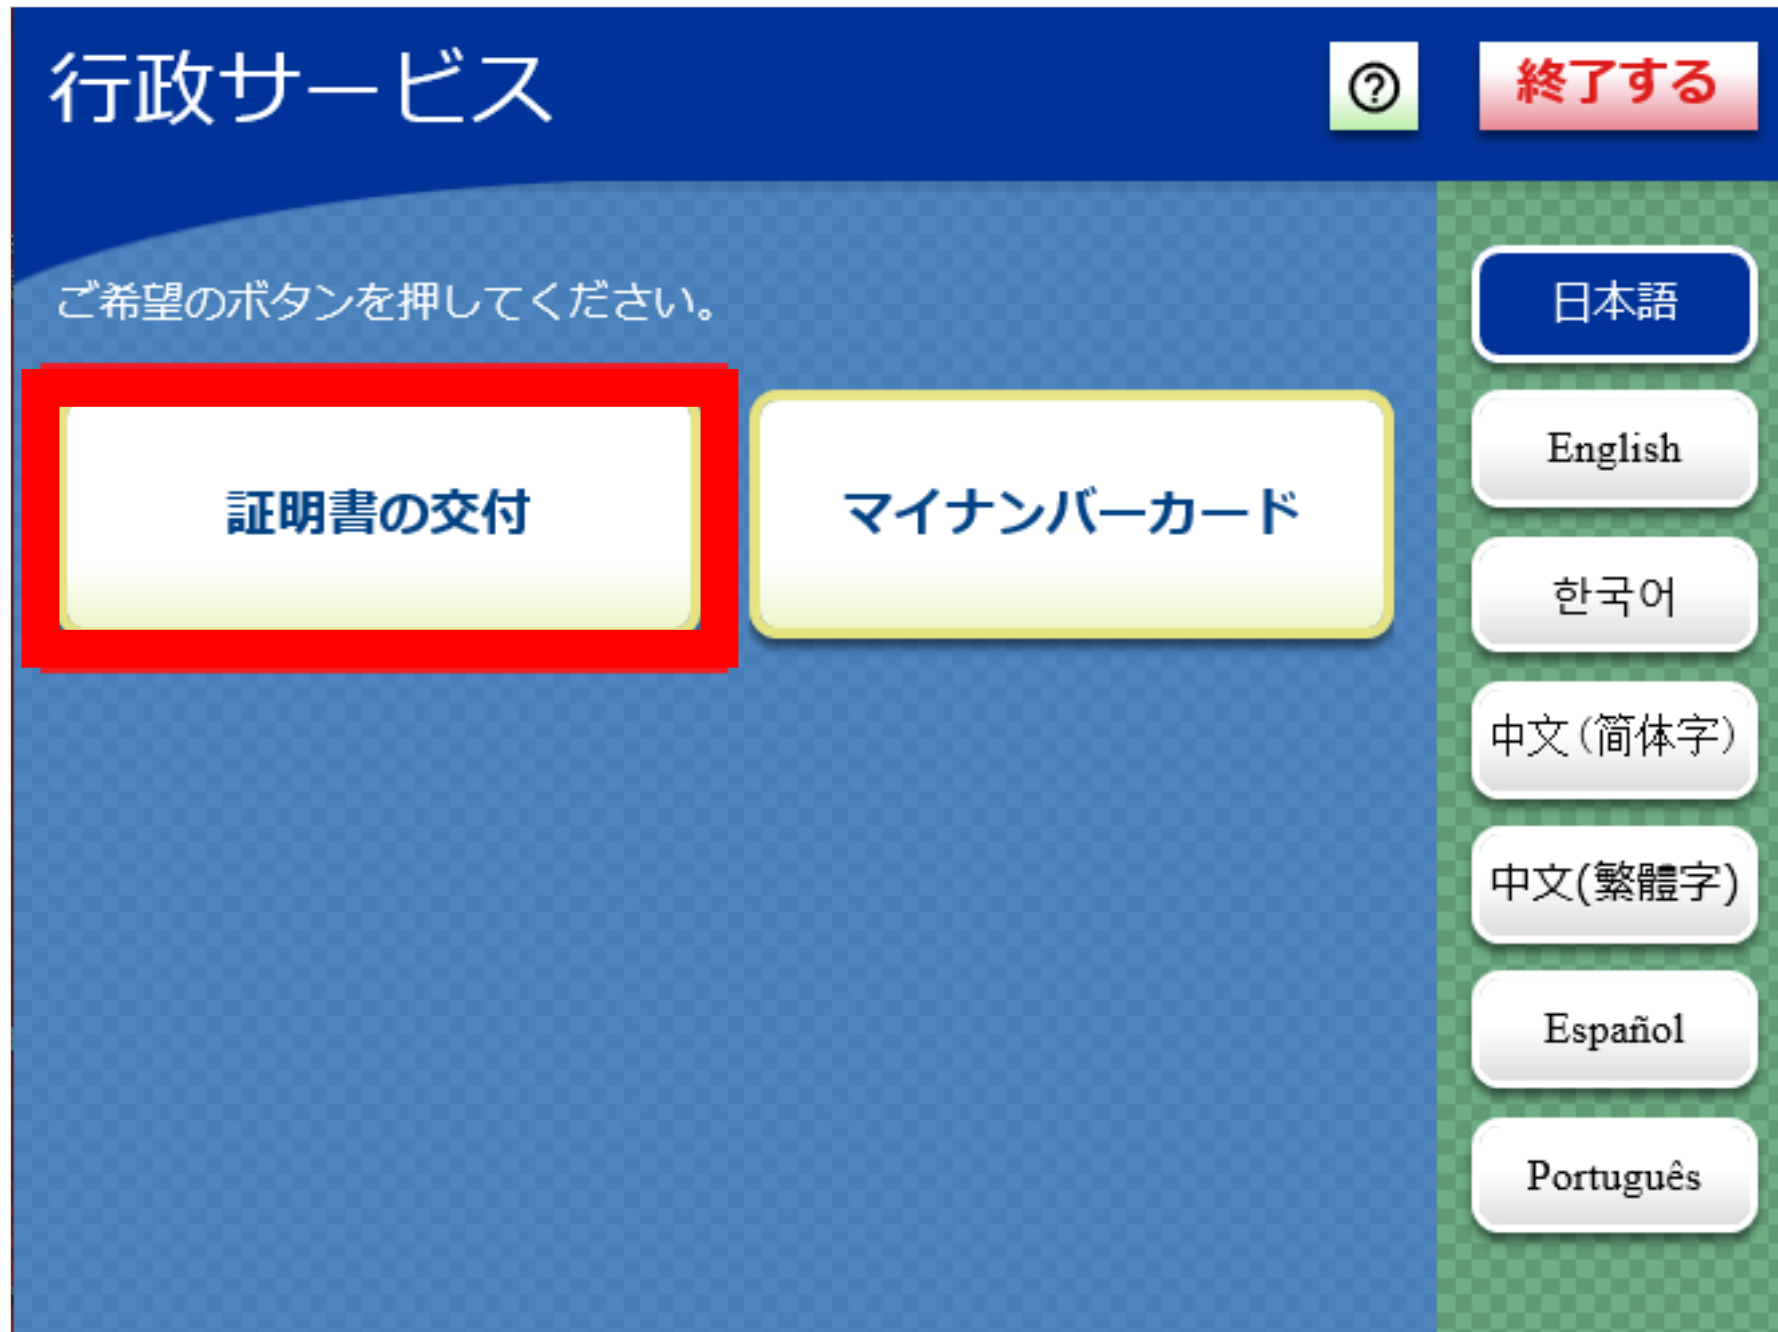 行政サービス
?
終了する
ご希望のボタンを押してください。
証明書の交付
マイナンバーカード
日本語
English
한국어
中文(简体字)
中文(繁體字)
Español
Português